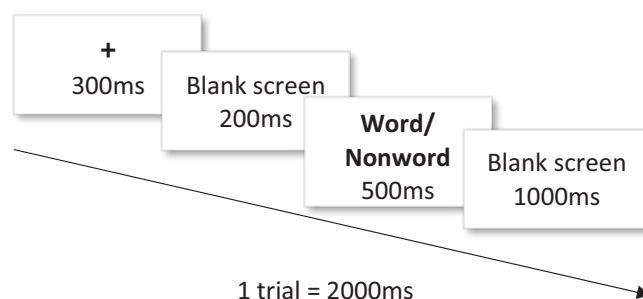 +
300ms
Blank screen
200ms
Word/
Nonword
500ms
Blank screen
1000ms
1 trial = 2000ms